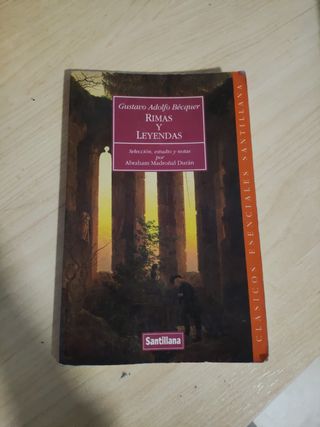 Gustavo Adolfo Bécquer
RIMAS
Y
LEYENDAS
Selección, estudio y notas
por
Abraham Madroñal Durán
CLÁSICOS ESENCIALES SANTILLANA
Santillana